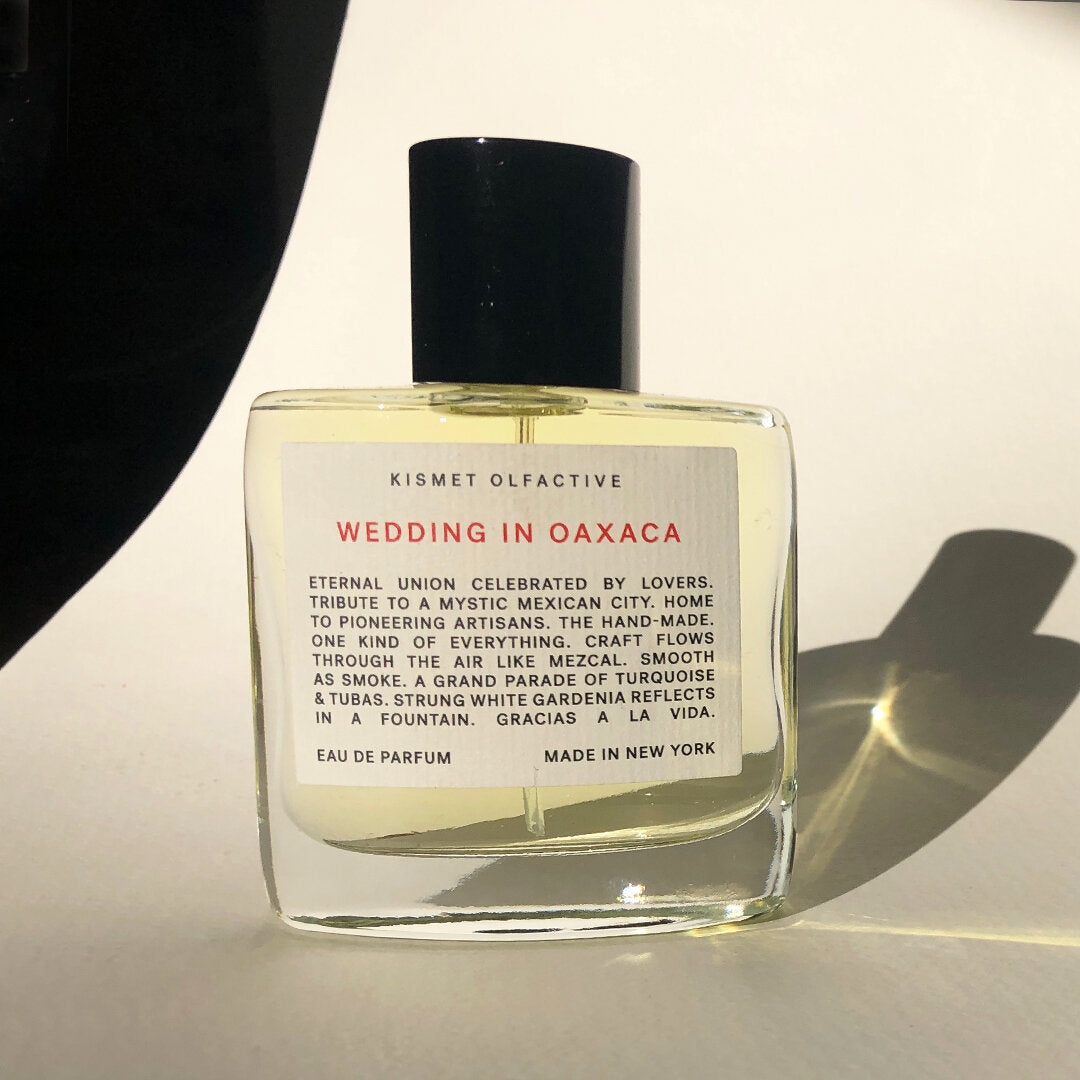 KISMET OLFACTIVE
WEDDING IN OAXACA
ETERNAL UNION CELEBRATED BY LOVERS.
TRIBUTE TO A MYSTIC MEXICAN CITY. HOME
TO PIONEERING ARTISANS. THE HAND-MADE.
ONE KIND OF EVERYTHING. CRAFT FLOWS
THROUGH THE AIR LIKE MEZCAL. SMOOTH
AS SMOKE. A GRAND PARADE OF TURQUOISE
& TUBAS. STRUNG WHITE GARDENIA REFLECTS
IN A FOUNTAIN. GRACIAS A LA VIDA.
EAU DE PARFUM MADE IN NEW YORK